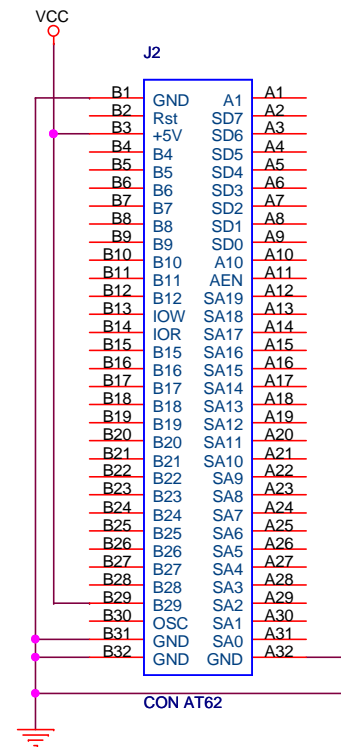 VCC
J2
B1 GND A1 A1
B2 Rst SD7 A2
B3 +5V SD6 A3
B4 B4 SD5 A4
B5 B5 SD4 A5
B6 B6 SD3 A6
B7 B7 SD2 A7
B8 B8 SD1 A8
B9 B9 SD0 A9
B10 B10 A10 A10
B11 B11 AEN A11
B12 B12 SA19 A12
B13 IOW SA18 A13
B14 IOR SA17 A14
B15 B15 SA16 A15
B16 B16 SA15 A16
B17 B17 SA14 A17
B18 B18 SA13 A18
B19 B19 SA12 A19
B20 B20 SA11 A20
B21 B21 SA10 A21
B22 B22 SA9 A22
B23 B23 SA8 A23
B24 B24 SA7 A24
B25 B25 SA6 A25
B26 B26 SA5 A26
B27 B27 SA4 A27
B28 B28 SA3 A28
B29 B29 SA2 A29
B30 OSC SA1 A30
B31 GND SA0 A31
B32 GND GND A32
CON AT62